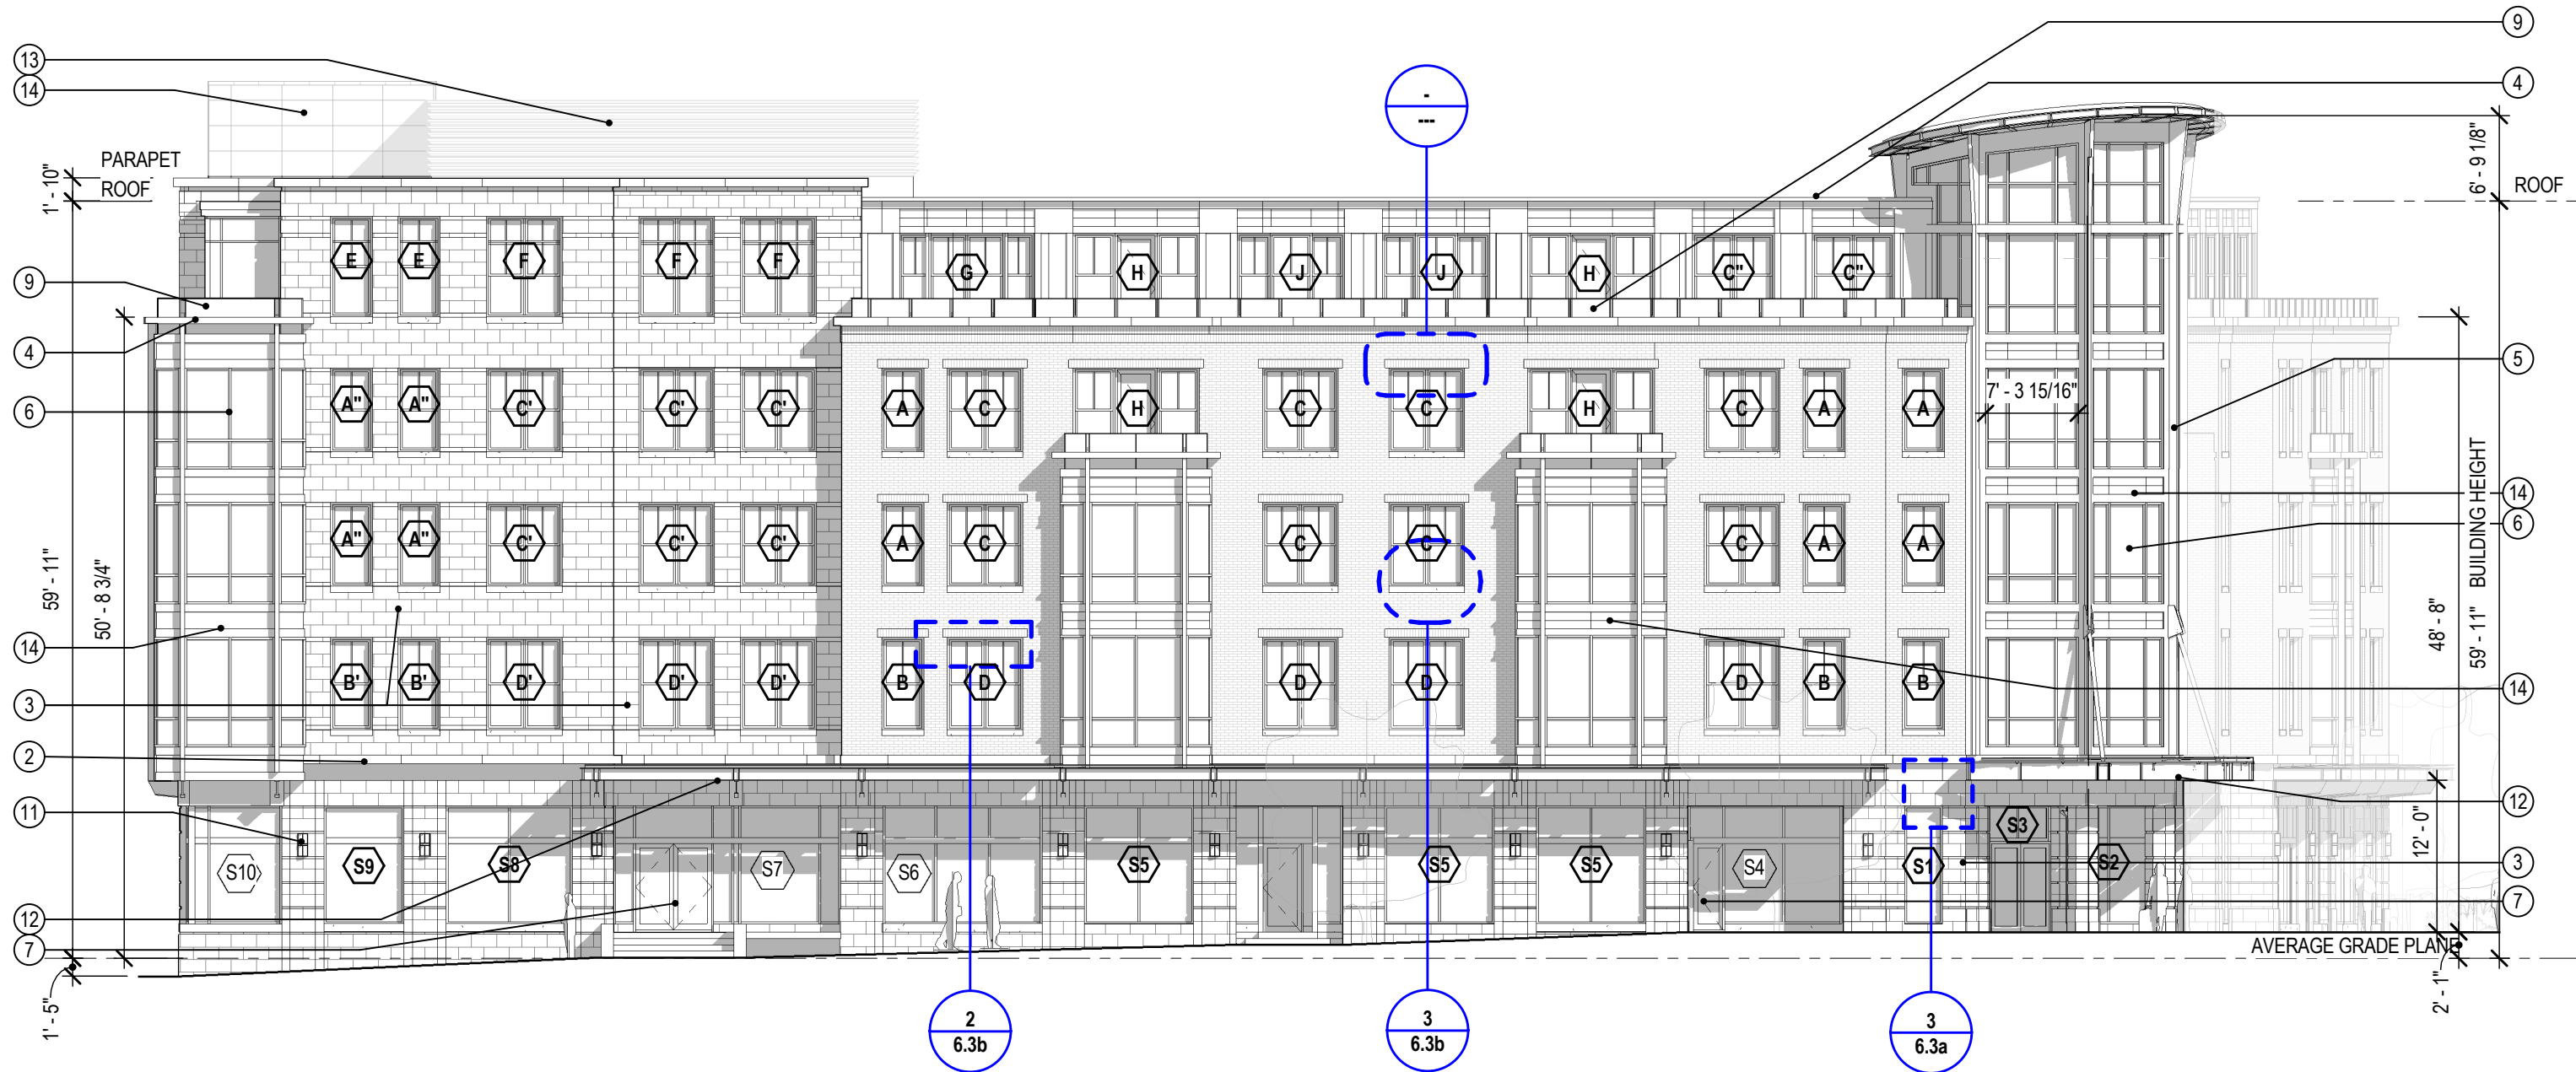 9
13
14
4
-
---
PARAPET
1' - 10"
ROOF
6' - 9 1/8"
ROOF
E E F F F
G H J J H C" C"
9
4
6
5
7' - 3 15/16"
A" A" C' C' C' A C H C C H C A A
14
6
A" A" C' C' C' A C C C C A A
59' - 11"
50' - 8 3/4"
48' - 8"
59' - 11" BUILDING HEIGHT
14
B' B' D' D' D' B D D D D B B
14
3
2
12
11
12' - 0"
S3
S10 S9 S8 S7 S6 S5 S5 S5 S4 S1 S2
3
7
12
7
AVERAGE GRADE PLANE
1' - 5"
2' - 1"
2
6.3b
3
6.3b
3
6.3a